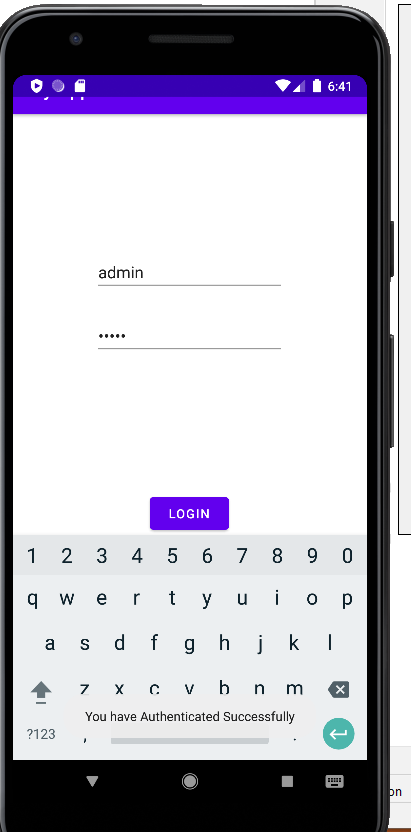 6:41
admin
•••••
LOGIN
1 2 3 4 5 6 7 8 9 0
q w e r t y u i o p
a s d f g h j k l
z x c v b n m
You have Authenticated Successfully
?123 , .
on